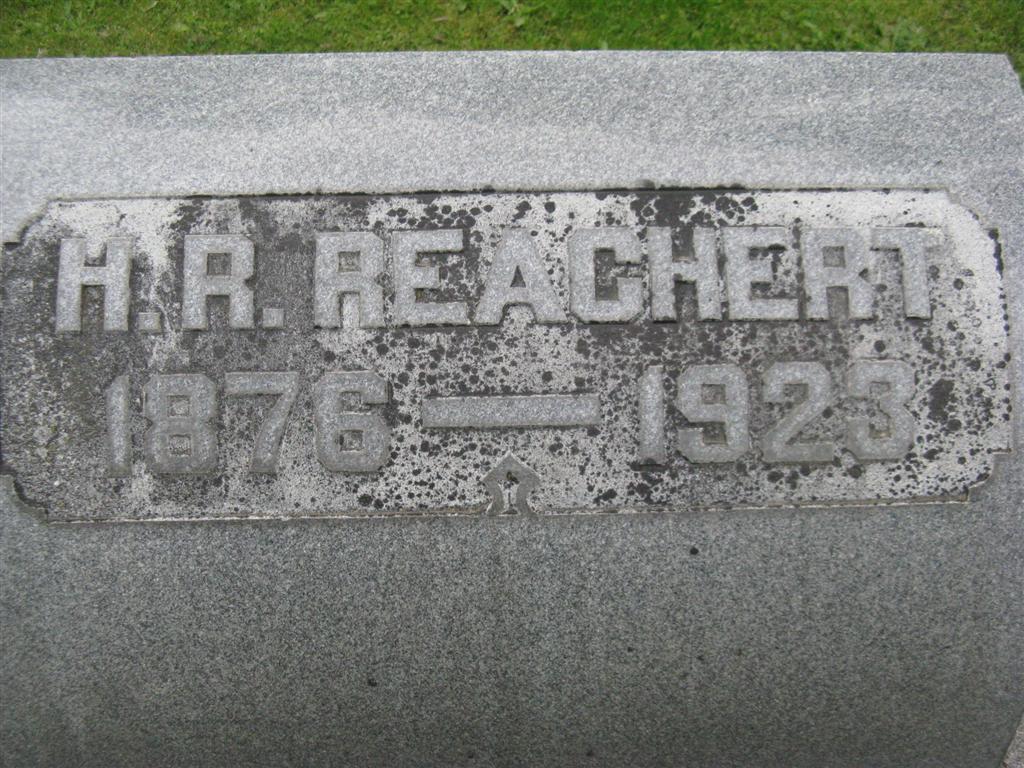 H. R. REACHERT
1876 — 1923